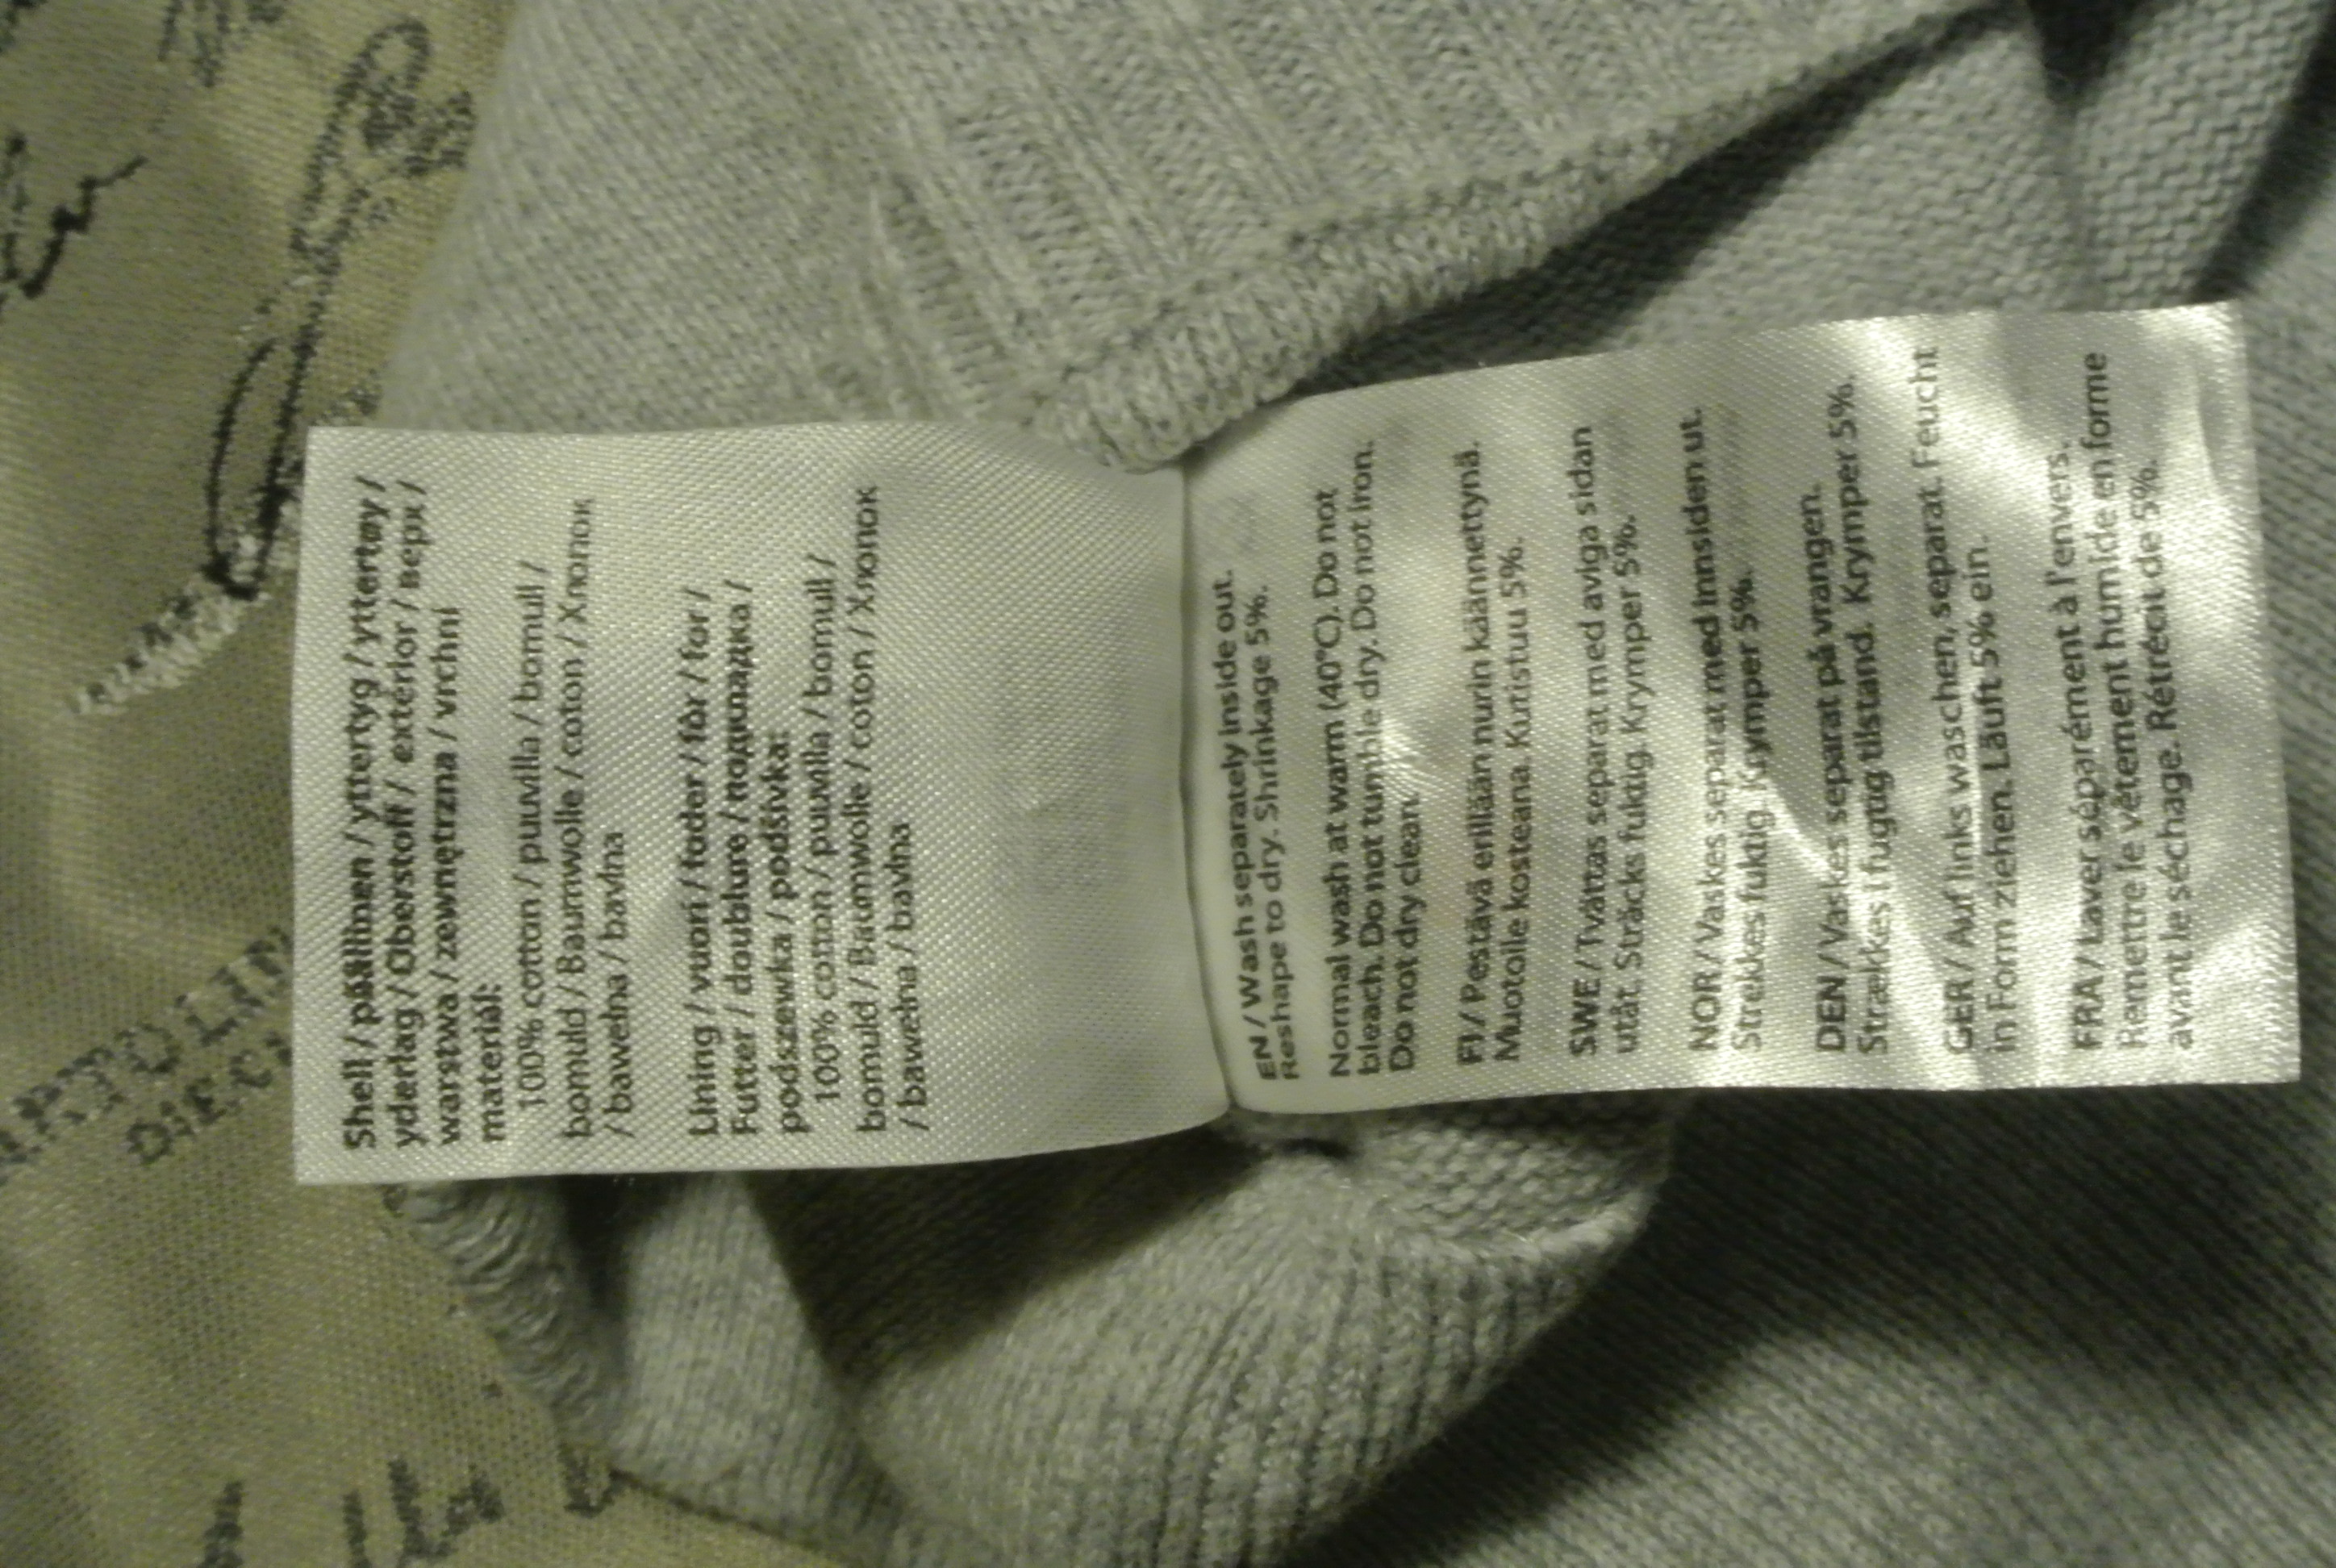 Shell / päällinen / yttertyg / yttertøy /
yderlag / Oberstoff / extérior / верх /
warstwa / zewnętrzna / vrchní
materiál:
100% cotton / puuvilla / bomull /
bomuld / Baumwolle / coton / Хлопок
/ bawełna / bavlna
Lining / vuori / foder / fôr / for /
Futter / doublure / подшладка /
podszewka / podšívka:
100% cotton / puuvilla / bomull /
bomuld / Baumwolle / coton / Хлопок
/ bawełna / bavlna
EN / Wash separately inside out.
Reshape to dry. Shrinkage 5%.
Normal wash at warm (40°C). Do not
bleach. Do not tumble dry. Do not iron.
Do not dry clean.
FI / Pestävä erillään nurin käännettynä.
Muotoile kosteana. Kutistuu 5%.
SWE / Tvättas separat med aviga sidan
utåt. Sträcks fuktig. Krymper 5%.
NOR / Vaskes separat med innsiden ut.
Strekkes fuktig. Krymper 5%.
DEN / Vaskes separat på vrangen.
Strækkes i fugtig tilstand. Krymper 5%.
GER / Auf links waschen, separat. Feucht
in Form ziehen. Läuft 5% ein.
FRA / Laver séparément à l'envers.
Remettre le vêtement humide en forme
avant le séchage. Rétrécit de 5%.